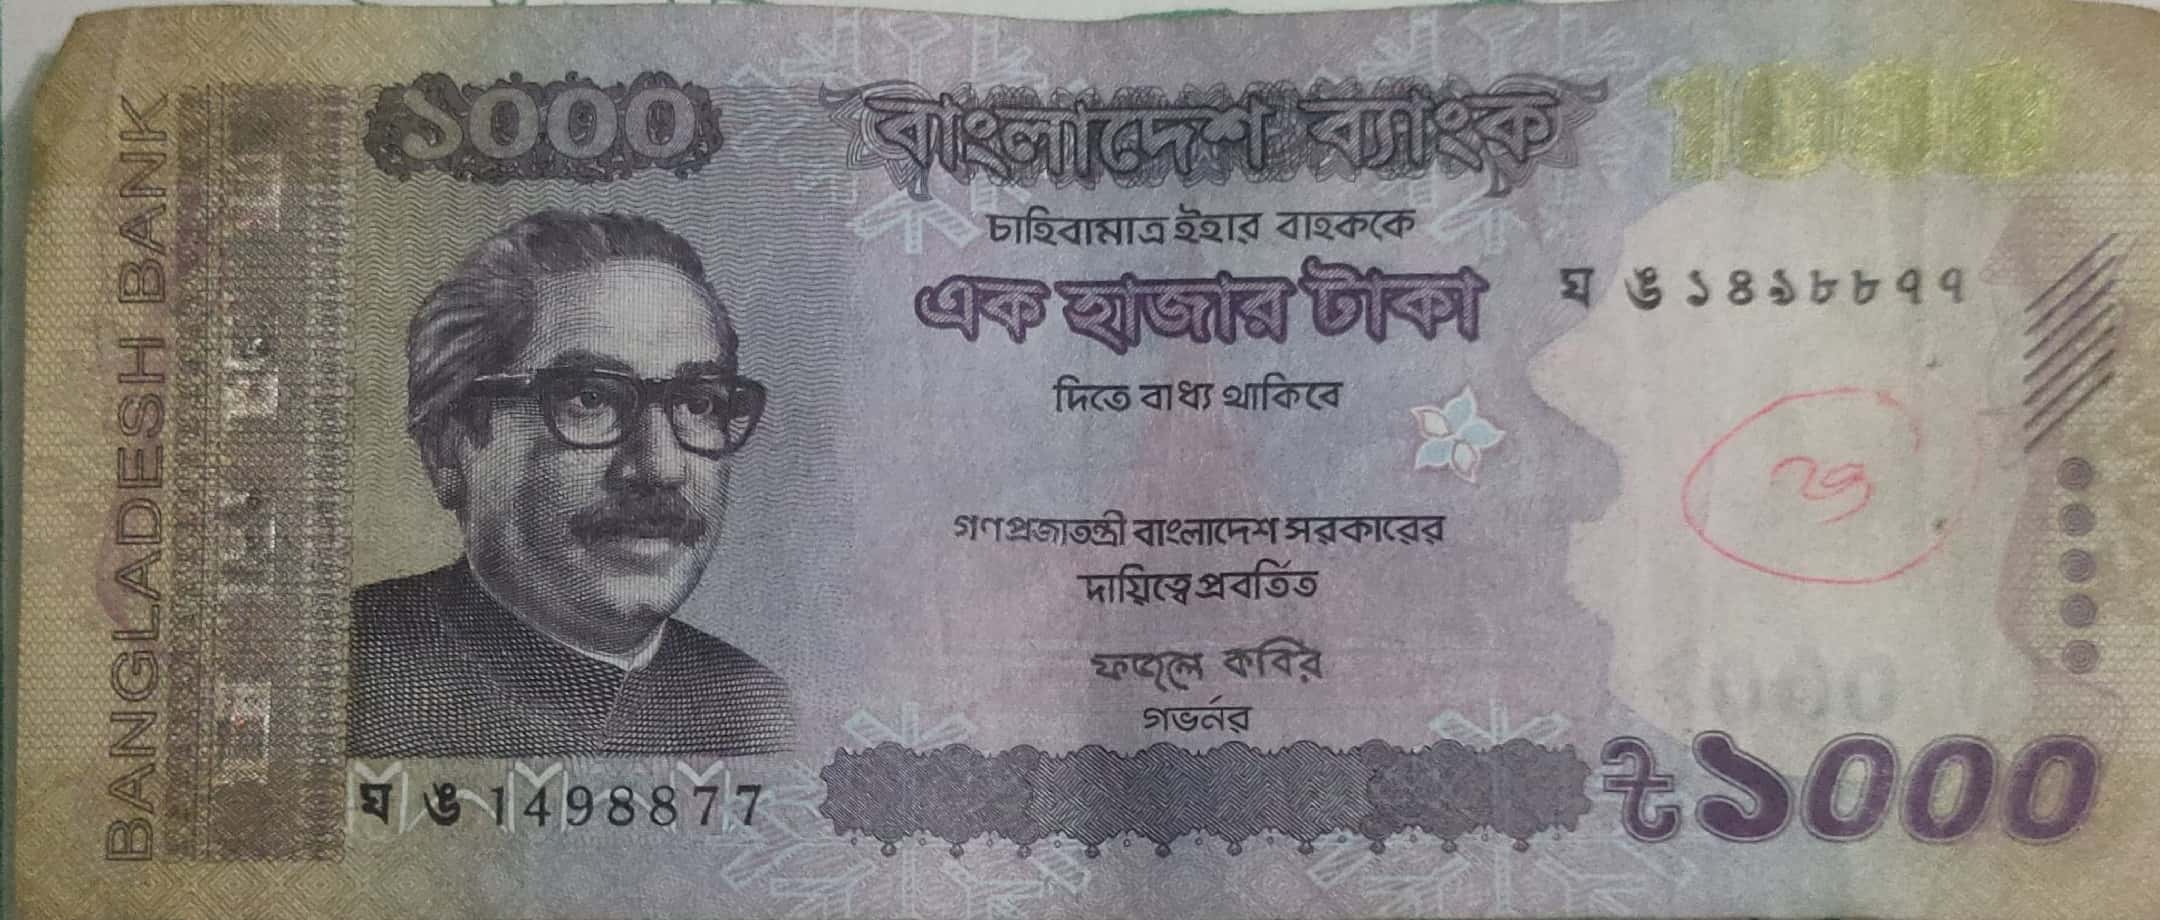 BANGLADESH BANK
১০০০
বাংলাদেশ ব্যাংক
1000
চাহিবামাত্র ইহার বাহককে
এক হাজার টাকা
ঘ ঙ ১৪৯৮৮৭৭
দিতে বাধ্য থাকিবে
গণপ্রজাতন্ত্রী বাংলাদেশ সরকারের
দায়িত্বে প্রবর্তিত
ফজলে কবির
গভর্নর
ঘ ঙ 1498877
৳১০০০